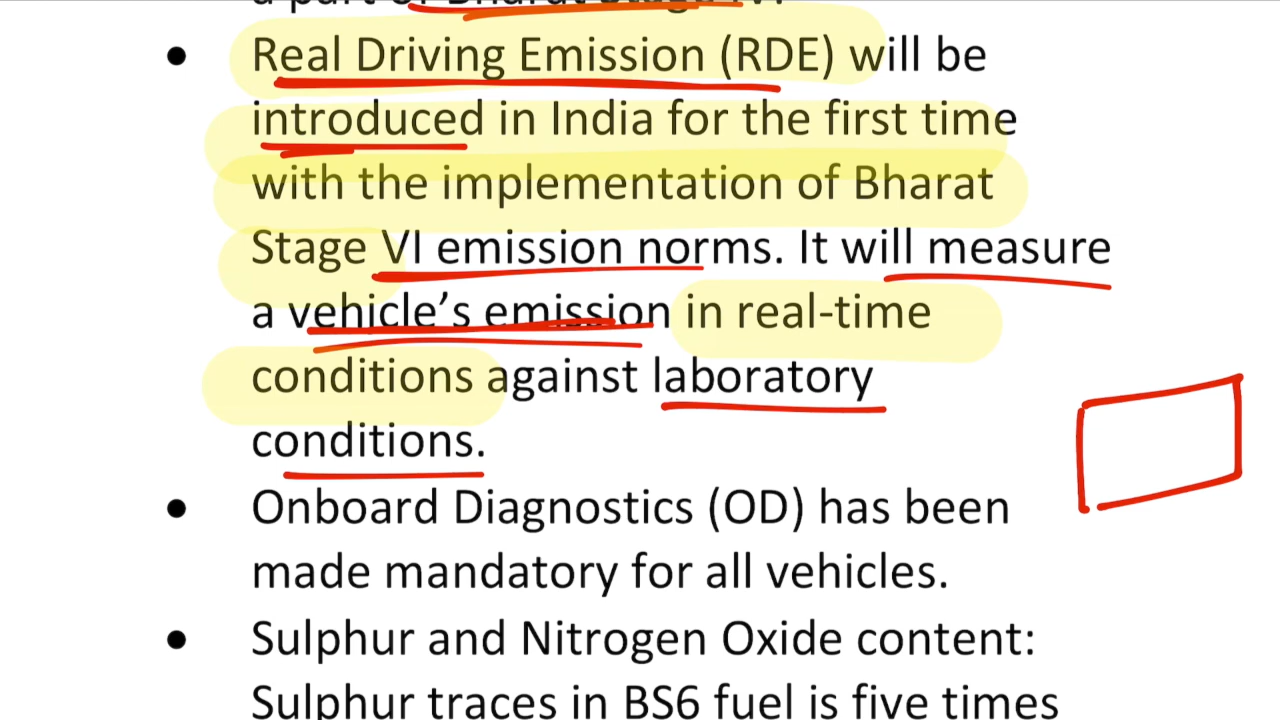 • Real Driving Emission (RDE) will be
introduced in India for the first time
with the implementation of Bharat
Stage VI emission norms. It will measure
a vehicle’s emission in real-time
conditions against laboratory
conditions.
• Onboard Diagnostics (OD) has been
made mandatory for all vehicles.
• Sulphur and Nitrogen Oxide content:
Sulphur traces in BS6 fuel is five times